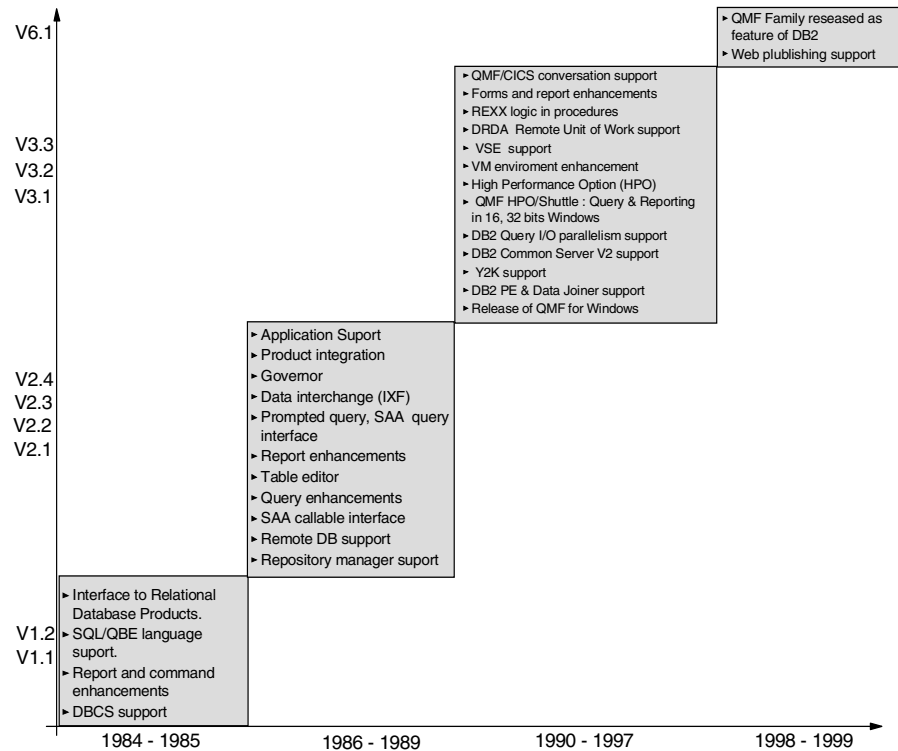 V6.1
► QMF Family reseased as
feature of DB2
► Web plublishing support
V3.3
V3.2
V3.1
► QMF/CICS conversation support
► Forms and report enhancements
► REXX logic in procedures
► DRDA Remote Unit of Work support
► VSE support
► VM enviroment enhancement
► High Performance Option (HPO)
► QMF HPO/Shuttle : Query & Reporting
in 16, 32 bits Windows
► DB2 Query I/O parallelism support
► DB2 Common Server V2 support
► Y2K support
► DB2 PE & Data Joiner support
► Release of QMF for Windows
V2.4
V2.3
V2.2
V2.1
► Application Suport
► Product integration
► Governor
► Data interchange (IXF)
► Prompted query, SAA query
interface
► Report enhancements
► Table editor
► Query enhancements
► SAA callable interface
► Remote DB support
► Repository manager suport
V1.2
V1.1
► Interface to Relational
Database Products.
► SQL/QBE language
suport.
► Report and command
enhancements
► DBCS support
1984 - 1985
1986 - 1989
1990 - 1997
1998 - 1999